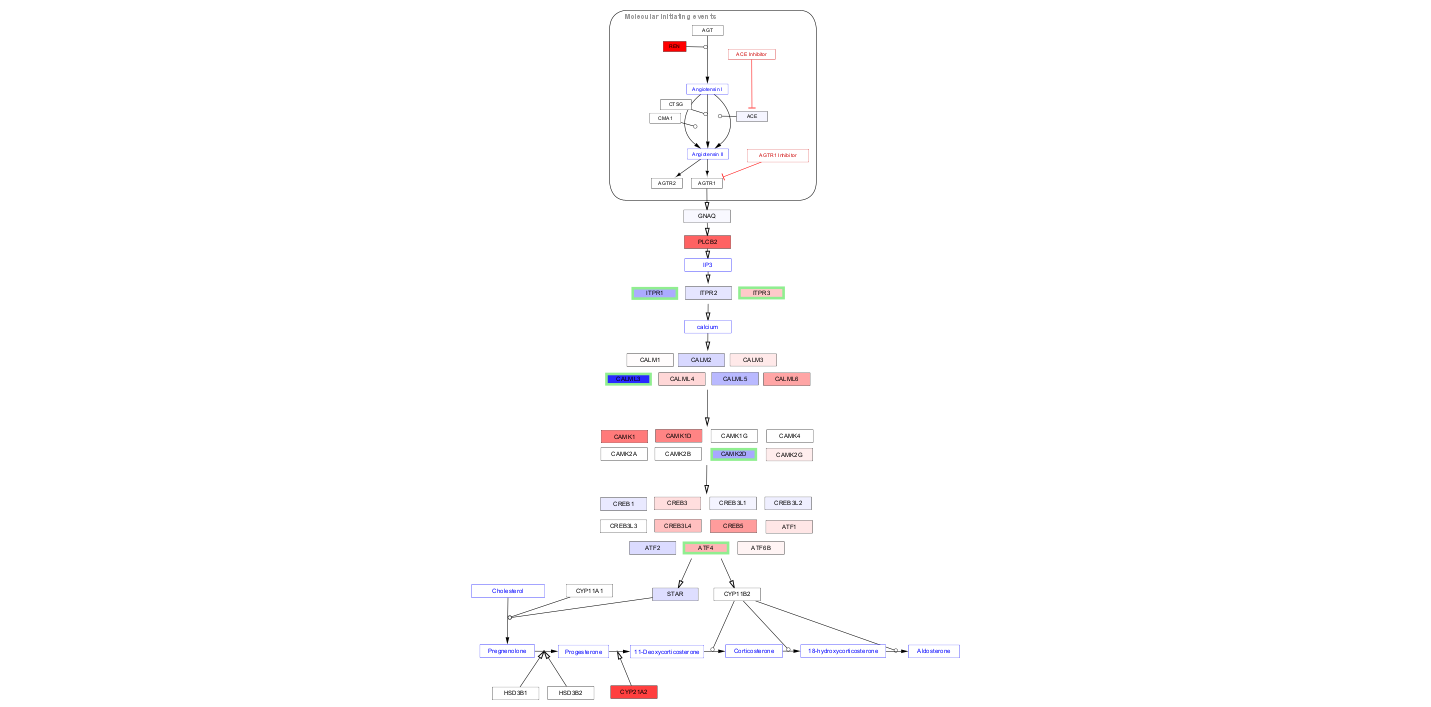 Molecular initiating events
AGT
REN
ACE Inhibitor
Angiotensin I
CTSG
CMA1
ACE
Angiotensin II
AGTR1 Inhibitor
AGTR2
AGTR1
GNAQ
PLCB2
IP3
ITPR1 ITPR2 ITPR3
calcium
CALM1 CALM2 CALM3
CALML3 CALML4 CALML5 CALML6
CAMK1 CAMK1D CAMK1G CAMK4
CAMK2A CAMK2B CAMK2D CAMK2G
CREB1 CREB3 CREB3L1 CREB3L2
CREB3L3 CREB3L4 CREB5 ATF1
ATF2 ATF4 ATF6B
Cholesterol CYP11A1 STAR CYP11B2
Pregnenolone Progesterone 11-Deoxycorticosterone Corticosterone 18-hydroxycorticosterone Aldosterone
HSD3B1 HSD3B2 CYP21A2